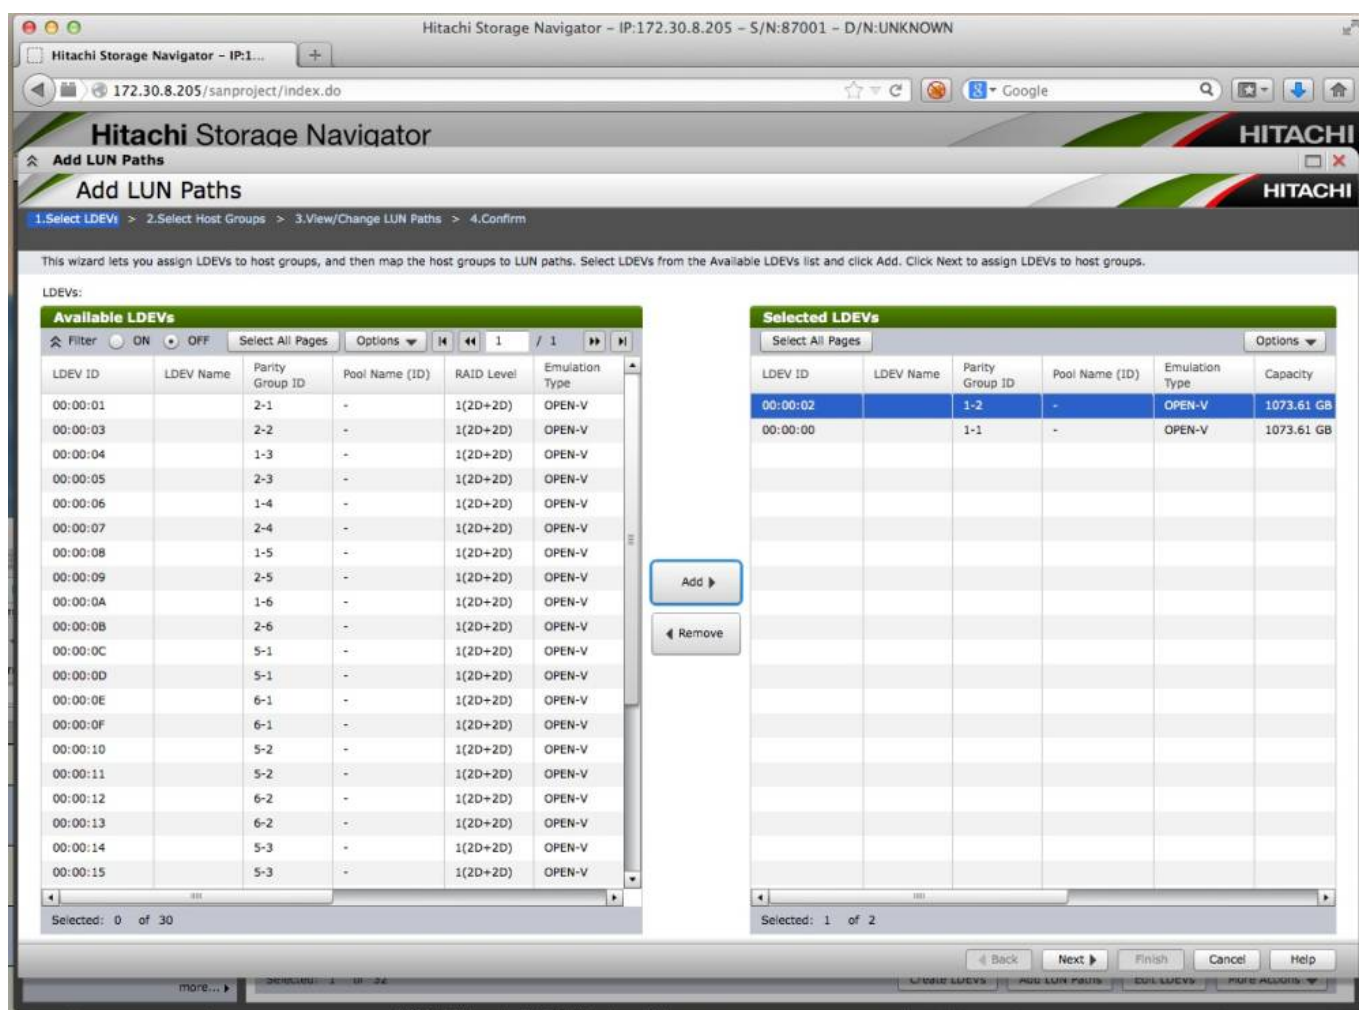 Hitachi Storage Navigator – IP:172.30.8.205 – S/N:87001 – D/N:UNKNOWN
Hitachi Storage Navigator – IP:1...
172.30.8.205/sanproject/index.do
Google
Hitachi Storage Navigator
HITACHI
Add LUN Paths
Add LUN Paths
HITACHI
1.Select LDEVs > 2.Select Host Groups > 3.View/Change LUN Paths > 4.Confirm
This wizard lets you assign LDEVs to host groups, and then map the host groups to LUN paths. Select LDEVs from the Available LDEVs list and click Add. Click Next to assign LDEVs to host groups.
LDEVs:
Available LDEVs
Filter ON OFF Select All Pages Options 1 / 1
LDEV ID LDEV Name Parity Group ID Pool Name (ID) RAID Level Emulation Type
00:00:01 2-1 - 1(2D+2D) OPEN-V
00:00:03 2-2 - 1(2D+2D) OPEN-V
00:00:04 1-3 - 1(2D+2D) OPEN-V
00:00:05 2-3 - 1(2D+2D) OPEN-V
00:00:06 1-4 - 1(2D+2D) OPEN-V
00:00:07 2-4 - 1(2D+2D) OPEN-V
00:00:08 1-5 - 1(2D+2D) OPEN-V
00:00:09 2-5 - 1(2D+2D) OPEN-V
00:00:0A 1-6 - 1(2D+2D) OPEN-V
00:00:0B 2-6 - 1(2D+2D) OPEN-V
00:00:0C 5-1 - 1(2D+2D) OPEN-V
00:00:0D 5-1 - 1(2D+2D) OPEN-V
00:00:0E 6-1 - 1(2D+2D) OPEN-V
00:00:0F 6-1 - 1(2D+2D) OPEN-V
00:00:10 5-2 - 1(2D+2D) OPEN-V
00:00:11 5-2 - 1(2D+2D) OPEN-V
00:00:12 6-2 - 1(2D+2D) OPEN-V
00:00:13 6-2 - 1(2D+2D) OPEN-V
00:00:14 5-3 - 1(2D+2D) OPEN-V
00:00:15 5-3 - 1(2D+2D) OPEN-V
Selected: 0 of 30
Add
Remove
Selected LDEVs
Select All Pages Options
LDEV ID LDEV Name Parity Group ID Pool Name (ID) Emulation Type Capacity
00:00:02 1-2 - OPEN-V 1073.61 GB
00:00:00 1-1 - OPEN-V 1073.61 GB
Selected: 1 of 2
Back Next Finish Cancel Help
more... Selected: 1 of 32 Create LDEVs Add LUN Paths Edit LDEVs More Actions